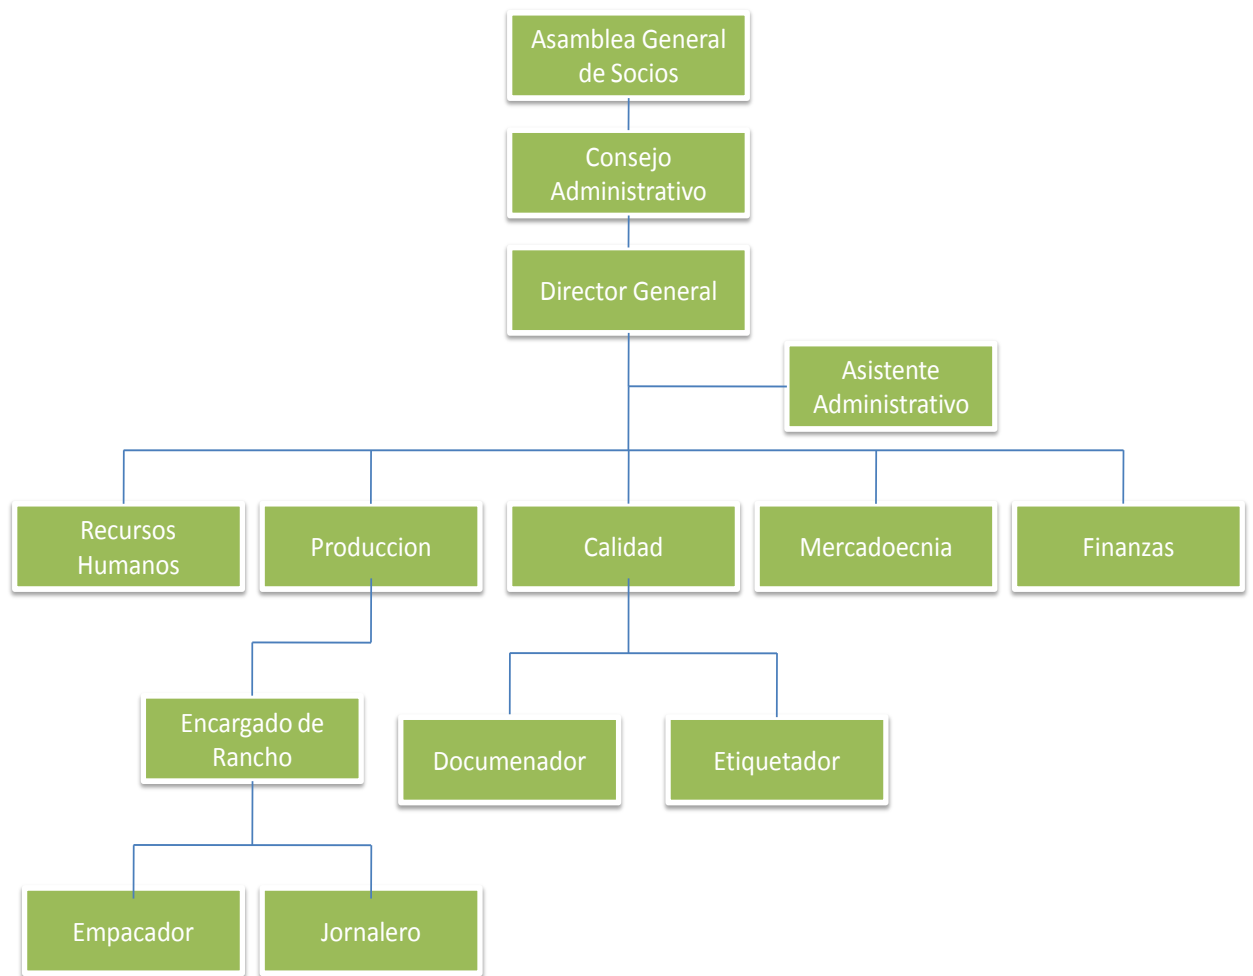 Asamblea General
de Socios
Consejo
Administrativo
Director General
Asistente
Administrativo
Recursos
Humanos
Produccion
Calidad
Mercadoecnia
Finanzas
Encargado de
Rancho
Documenador
Etiquetador
Empacador
Jornalero